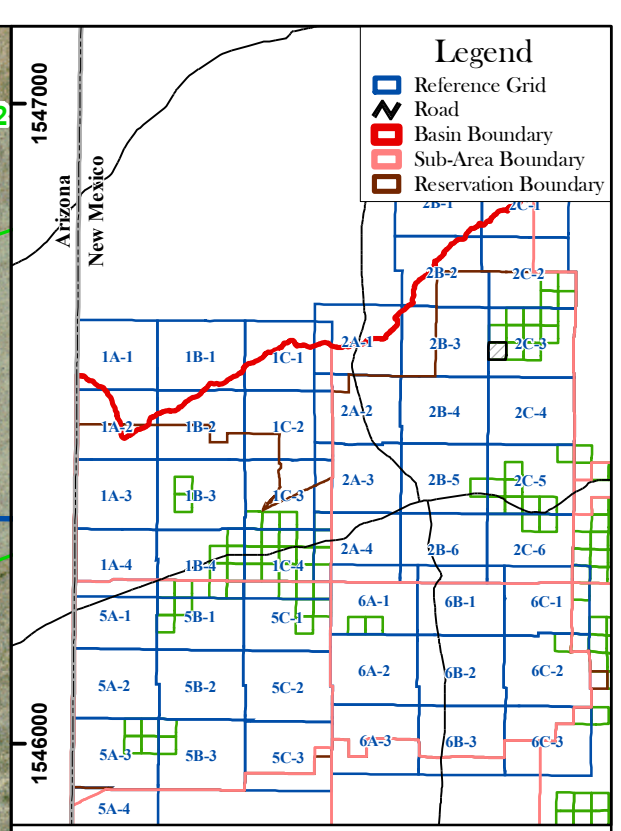 Legend
Reference Grid
Road
Basin Boundary
Sub-Area Boundary
Reservation Boundary
1547000
1546000
Arizona
New Mexico
2B-1
2C-1
2B-2
2C-2
2A-1
2B-3
2C-3
1A-1
1B-1
1C-1
2A-2
2B-4
2C-4
1A-2
1B-2
1C-2
2A-3
2B-5
2C-5
1A-3
1B-3
1C-3
2A-4
2B-6
2C-6
1A-4
1B-4
1C-4
6A-1
6B-1
6C-1
5A-1
5B-1
5C-1
6A-2
6B-2
6C-2
5A-2
5B-2
5C-2
6A-3
6B-3
6C-3
5A-3
5B-3
5C-3
5A-4